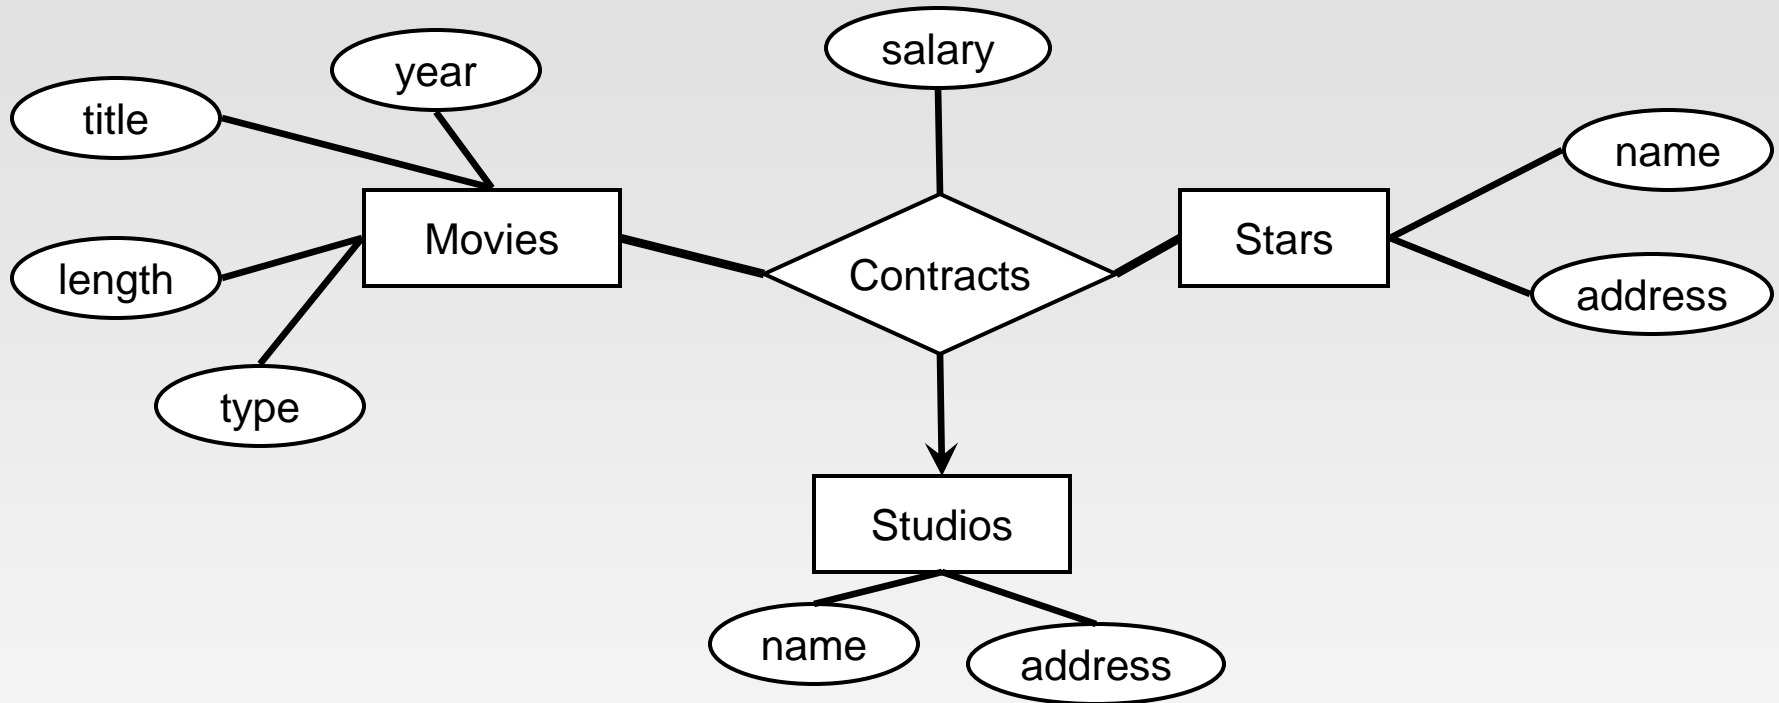 salary
year
title
name
Movies
Stars
Contracts
length
address
type
Studios
name
address